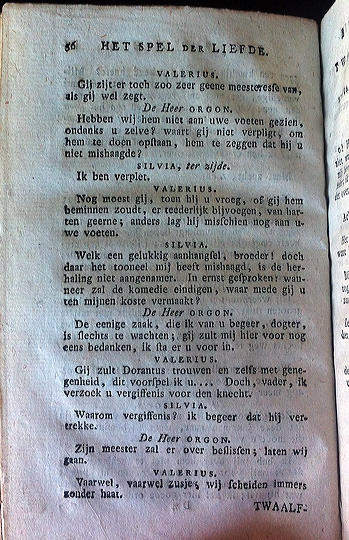 86 HET SPEL DER LIEFDE.
VALERIUS.
Gij zijt er toch zoo zeer geene meesteresse van,
als gij wel zegt.
De Heer ORGON.
Hebben wij hem niet aan uwe voeten gezien,
ondanks u zelve? waart gij niet verpligt, om
hem te doen opstaan, hem te zeggen dat hij u
niet mishaagde?
SILVIA, ter zijde.
Ik ben verplet.
VALERIUS.
Nog moest gij, toen hij u vroeg, of gij hem
beminnen zoudt, er teederlijk bijvoegen, van har-
ten geerne; anders lag hij misschien nog aan u-
we voeten.
SILVIA.
Welk een gelukkig aanhangsel, broeder! doch
daar het tooneel mij heeft mishaagd, is de her-
haling niet aangenamer. In ernst gesproken: wan-
neer zal de komedie eindigen, waar mede gij u
ten mijnen koste vermaakt?
De Heer ORGON.
De eenige zaak, die ik van u begeer, dogter,
is slechts te wachten; gij zult mij hier voor nog
eens bedanken, ik sta er u voor in.
VALERIUS.
Gij zult Dorantus trouwen en zelfs met gene-
genheid, dit voorspel ik u.... Doch, vader, ik
verzoek u vergiffenis voor den knecht.
SILVIA.
Waarom vergiffenis? ik begeer dat hij ver-
trekke.
De Heer ORGON.
Zijn meester zal er over beslissen; laten wij
gaan.
VALERIUS.
Vaarwel, vaarwel zusje; wij scheiden immers
zonder haat.
TWAALF-